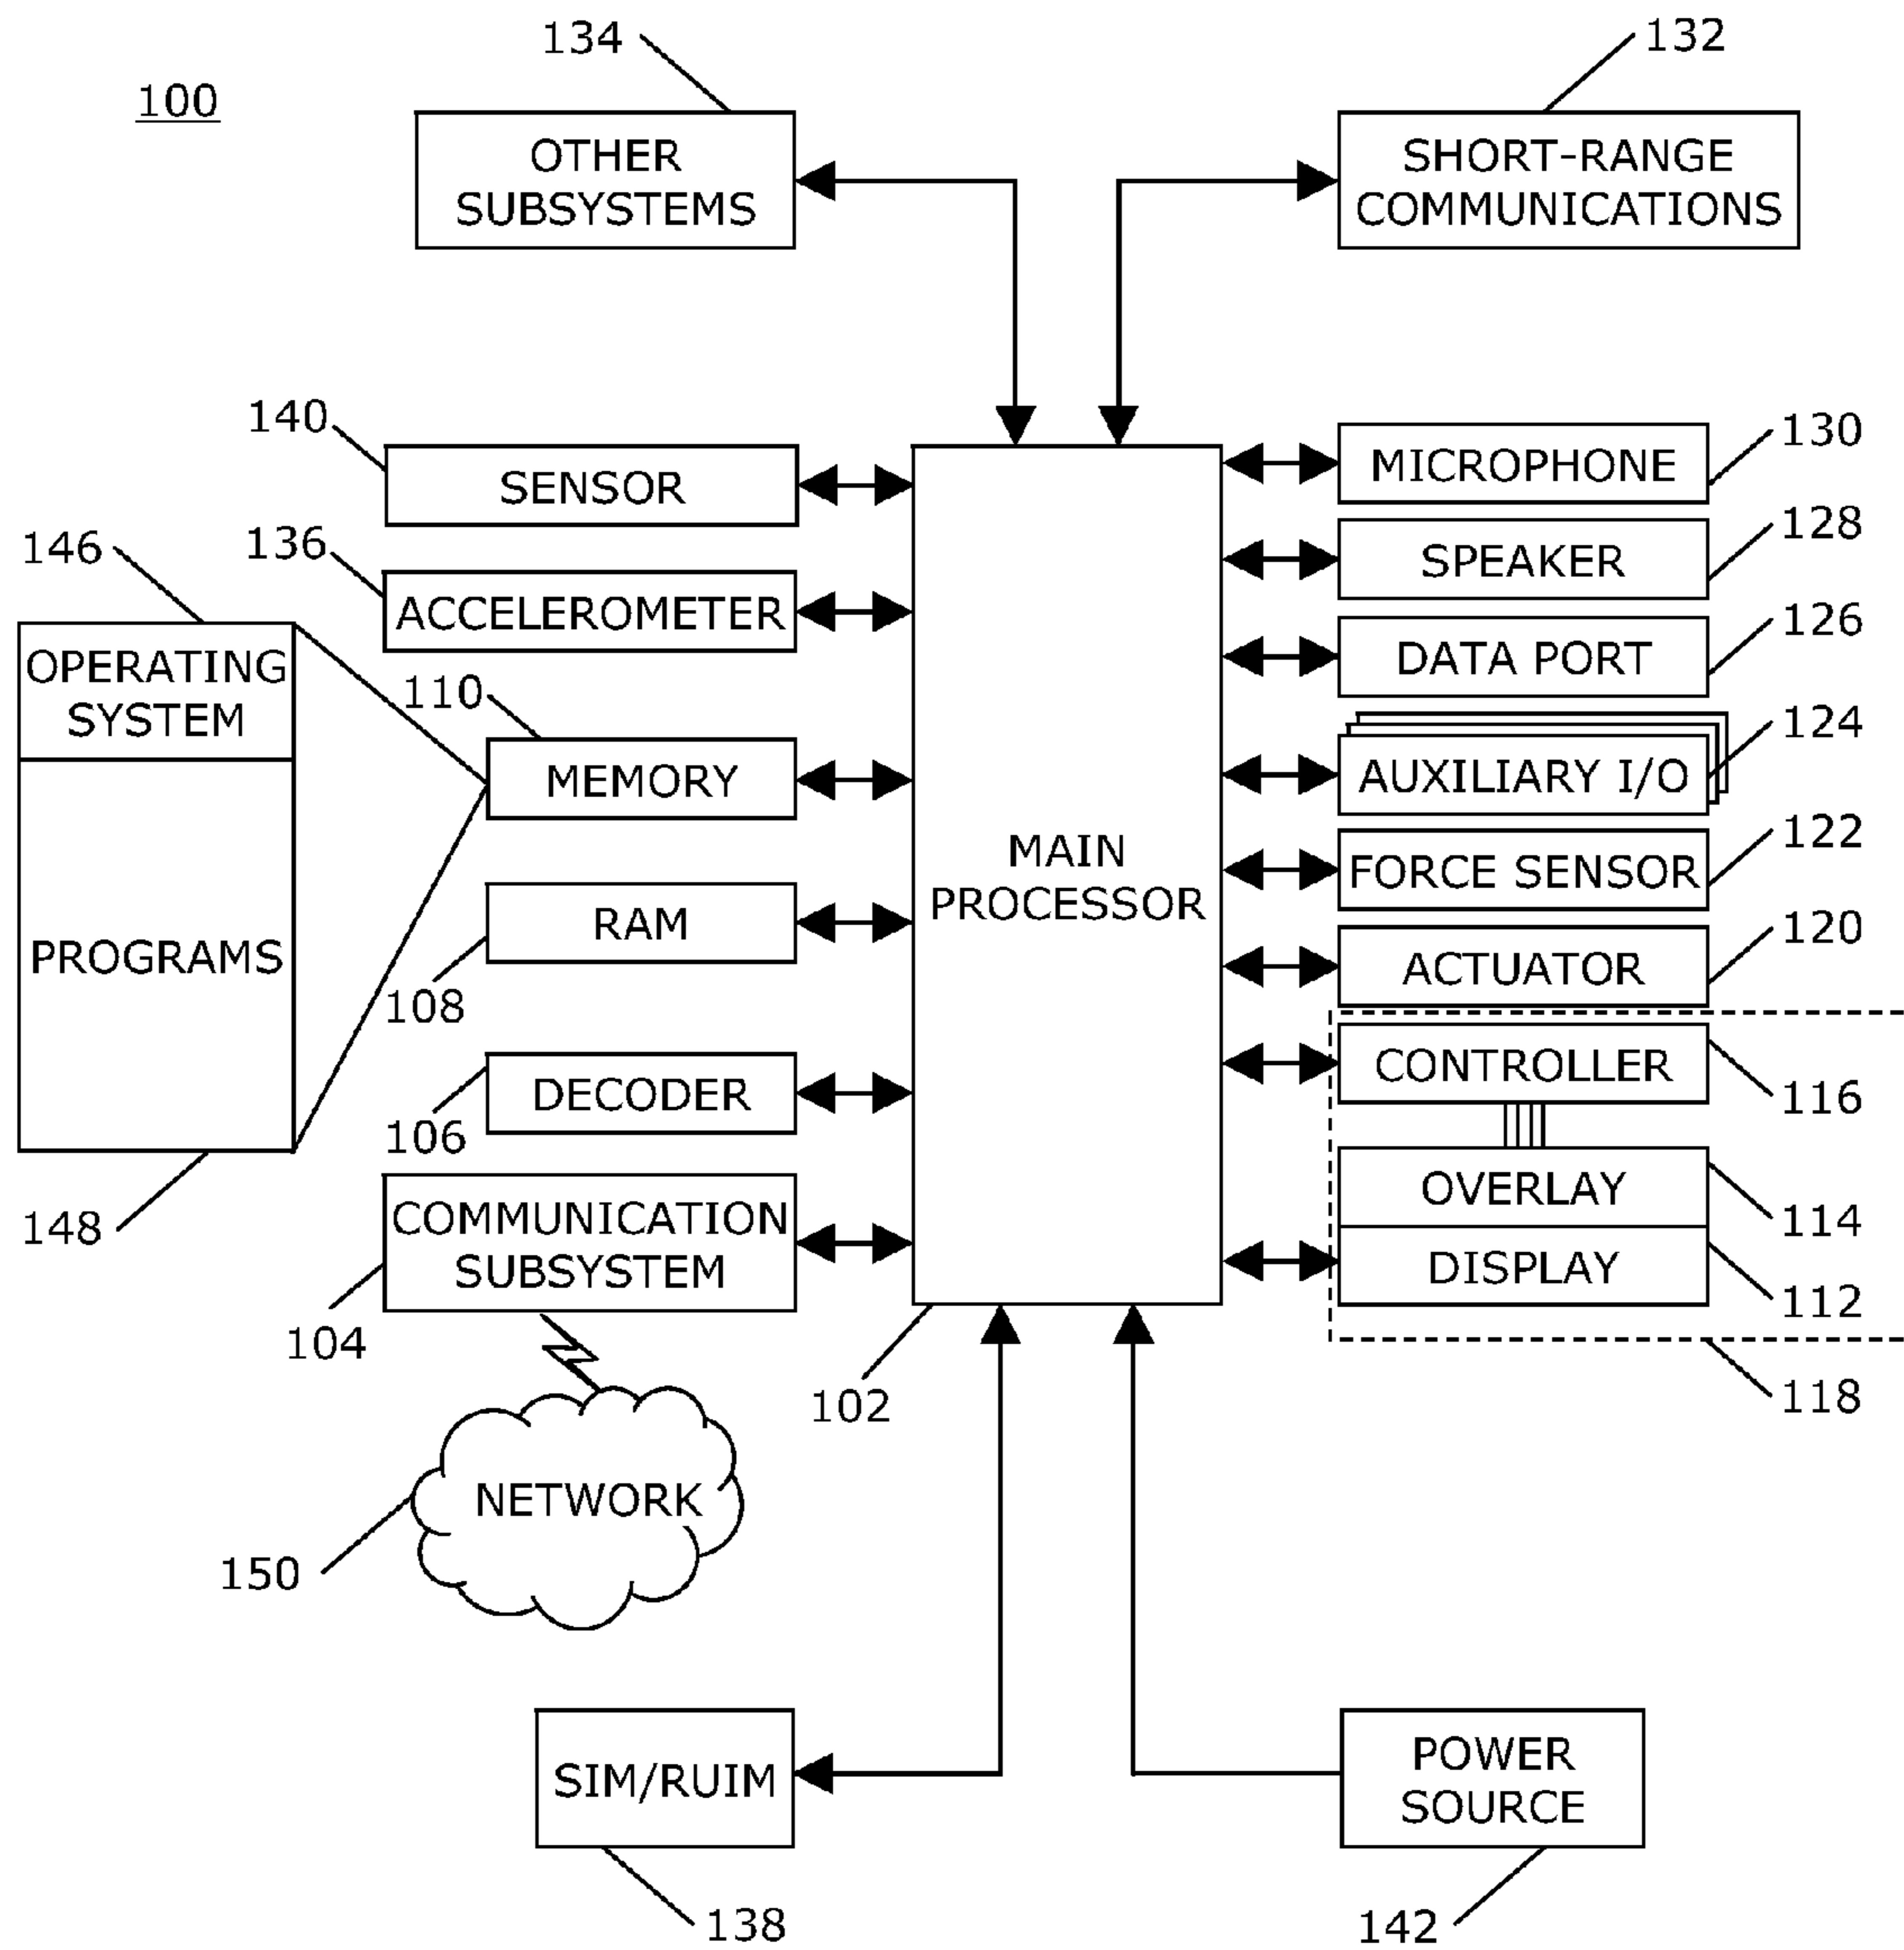 134
132
100
OTHER
SUBSYSTEMS
SHORT-RANGE
COMMUNICATIONS
140
SENSOR
130
MICROPHONE
146
136
ACCELEROMETER
128
SPEAKER
OPERATING
SYSTEM
PROGRAMS
148
110
MEMORY
126
DATA PORT
124
AUXILIARY I/O
MAIN
PROCESSOR
122
FORCE SENSOR
RAM
108
120
ACTUATOR
DECODER
106
CONTROLLER
116
COMMUNICATION
SUBSYSTEM
104
OVERLAY
114
DISPLAY
112
102
118
NETWORK
150
SIM/RUIM
138
POWER
SOURCE
142